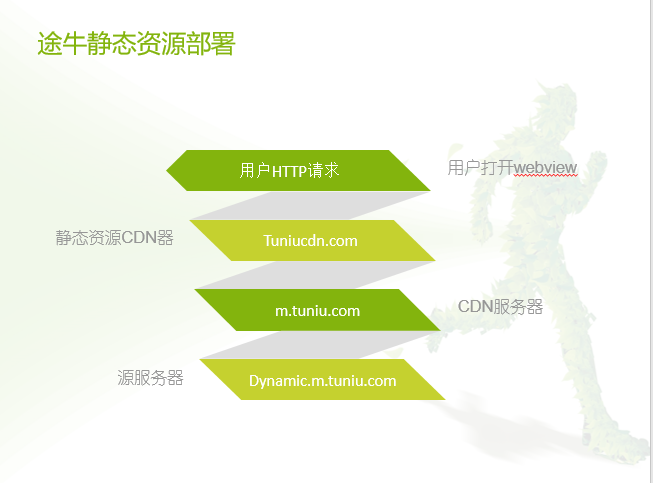 途牛静态资源部署
用户HTTP请求
用户打开webview
静态资源CDN器
Tuniucdn.com
m.tuniu.com
CDN服务器
源服务器
Dynamic.m.tuniu.com